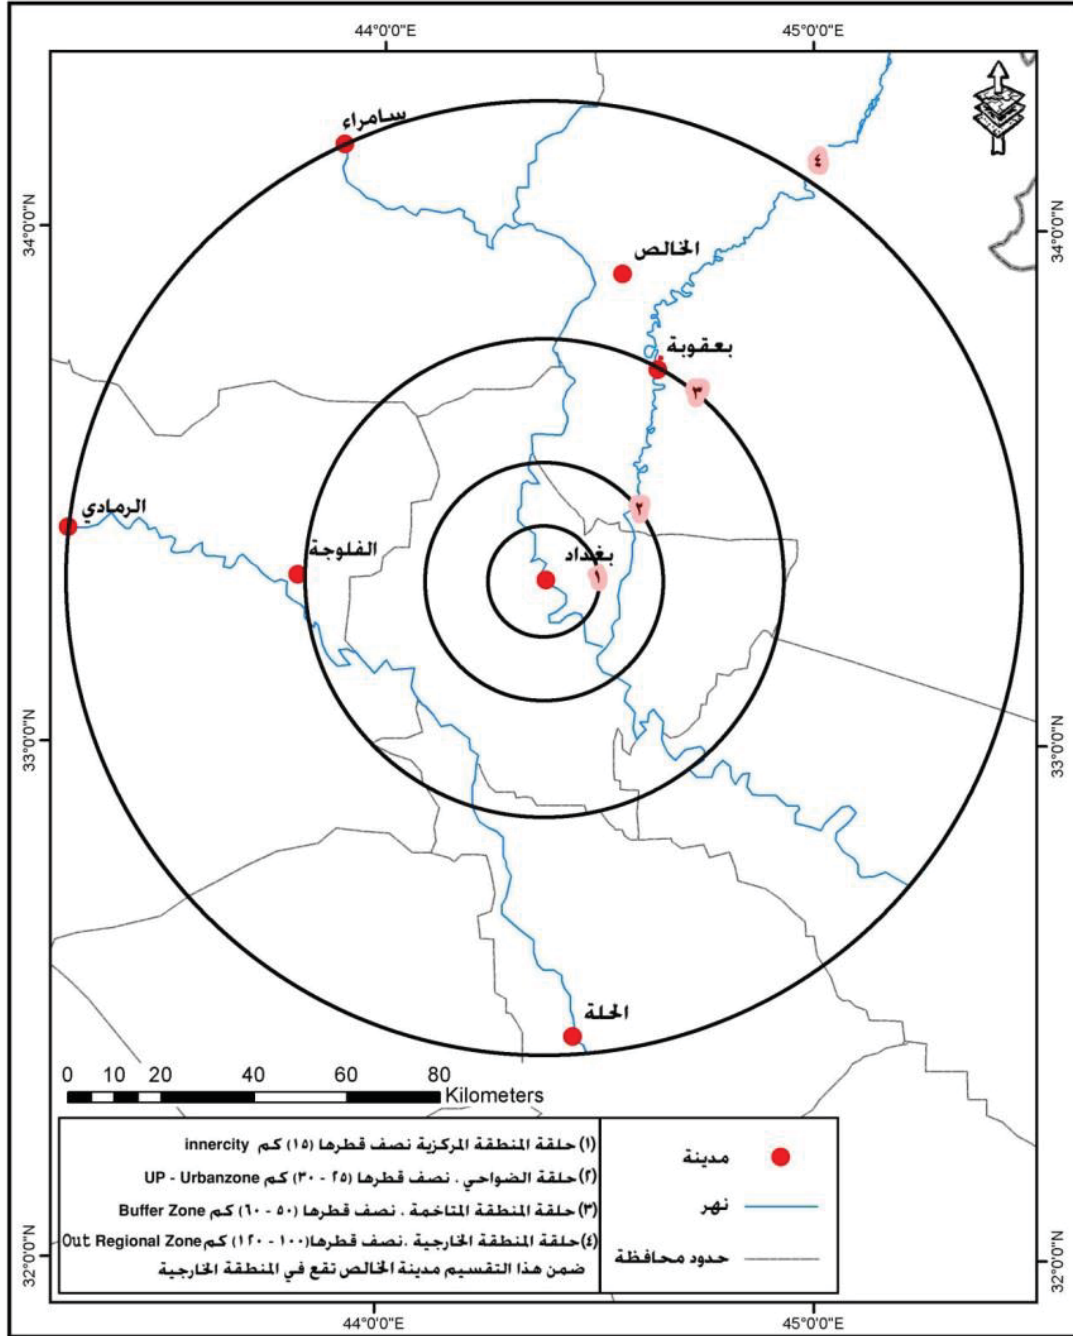 44°0'0"E
45°0'0"E
سامراء
٤
34°0'0"N
34°0'0"N
الخالص
بعقوبة
٣
الرمادي
٢
الفلوجة
بغداد
١
33°0'0"N
33°0'0"N
الحلة
0 10 20 40 60 80
Kilometers
(١) حلقة المنطقة المركزية نصف قطرها (١٥) كم innercity
(٢) حلقة الضواحي . نصف قطرها (٢٥ - ٣٠) كم UP - Urbanzone
(٣) حلقة المنطقة المتاخمة . نصف قطرها (٥٠ - ٦٠) كم Buffer Zone
(٤) حلقة المنطقة الخارجية .نصف قطرها(١٠٠ - ١٢٠) كم Out Regional Zone
ضمن هذا التقسيم مدينة الخالص تقع في المنطقة الخارجية
مدينة
نهر
حدود محافظة
32°0'0"N
32°0'0"N
44°0'0"E
45°0'0"E